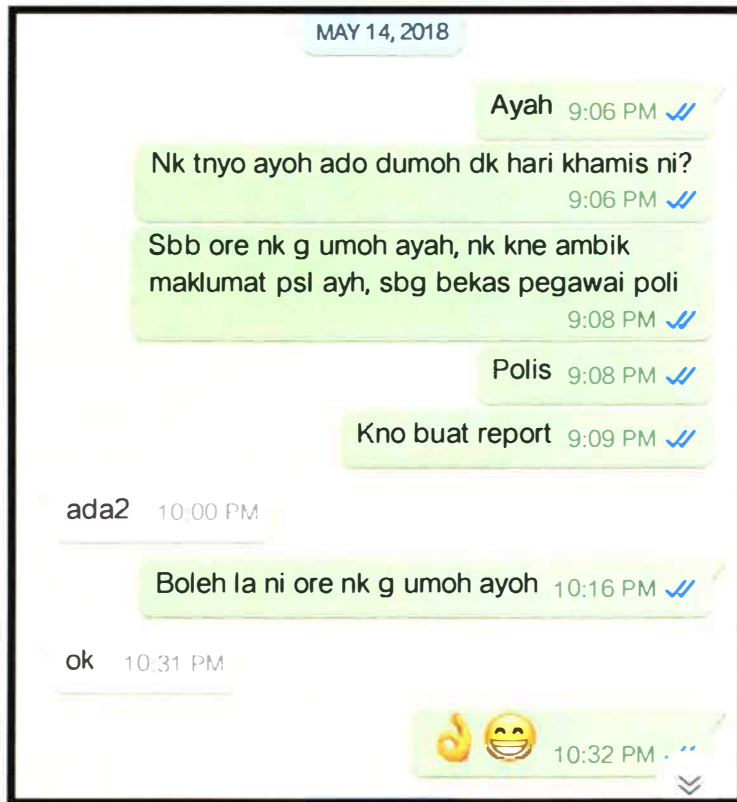 MAY 14, 2018
Ayah 9:06 PM
Nk tnyo ayoh ado dumoh dk hari khamis ni?
9:06 PM
Sbb ore nk g umoh ayah, nk kne ambik
maklumat psl ayh, sbg bekas pegawai poli
9:08 PM
Polis 9:08 PM
Kno buat report 9:09 PM
ada2 10:00 PM
Boleh la ni ore nk g umoh ayoh 10:16 PM
ok 10:31 PM
👌😁 10:32 PM